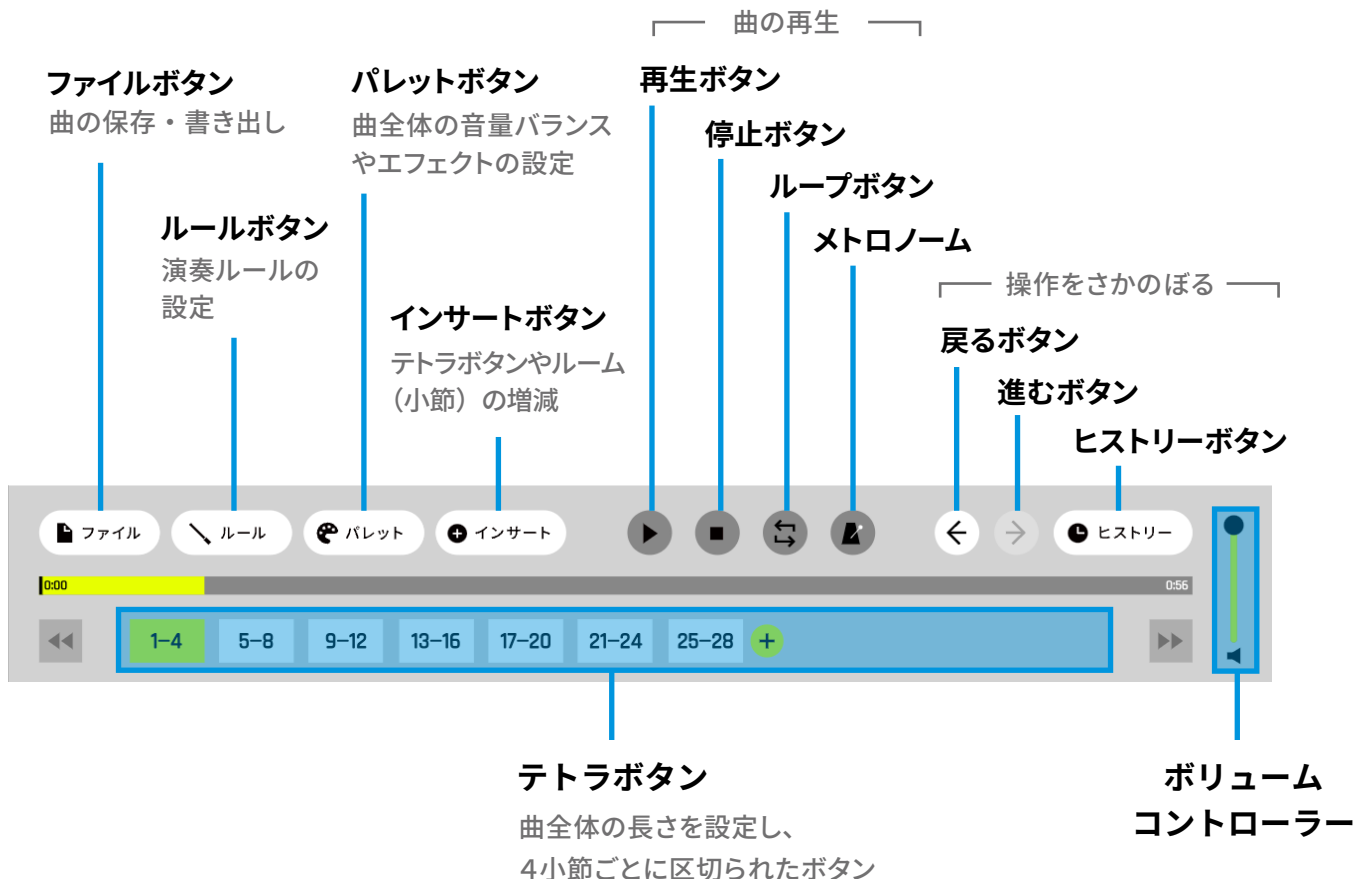 曲の再生
ファイルボタン
曲の保存・書き出し
パレットボタン
曲全体の音量バランス
やエフェクトの設定
再生ボタン
停止ボタン
ループボタン
メトロノーム
ルールボタン
演奏ルールの
設定
インサートボタン
テトラボタンやルーム
（小節）の増減
操作をさかのぼる
戻るボタン
進むボタン
ヒストリーボタン
ファイル ルール パレット インサート ヒストリー
0:00 0:56
1–4 5–8 9–12 13–16 17–20 21–24 25–28 +
テトラボタン
曲全体の長さを設定し、
４小節ごとに区切られたボタン
ボリューム
コントローラー